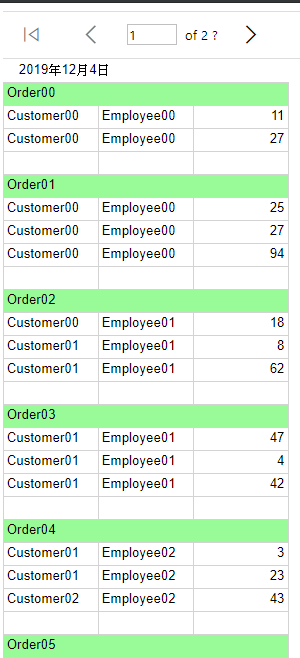 1 of 2 ?
2019年12月4日
Order00
Customer00 Employee00 11
Customer00 Employee00 27
Order01
Customer00 Employee00 25
Customer00 Employee00 27
Customer00 Employee00 94
Order02
Customer00 Employee01 18
Customer01 Employee01 8
Customer01 Employee01 62
Order03
Customer01 Employee01 47
Customer01 Employee01 4
Customer01 Employee01 42
Order04
Customer01 Employee02 3
Customer01 Employee02 23
Customer02 Employee02 43
Order05